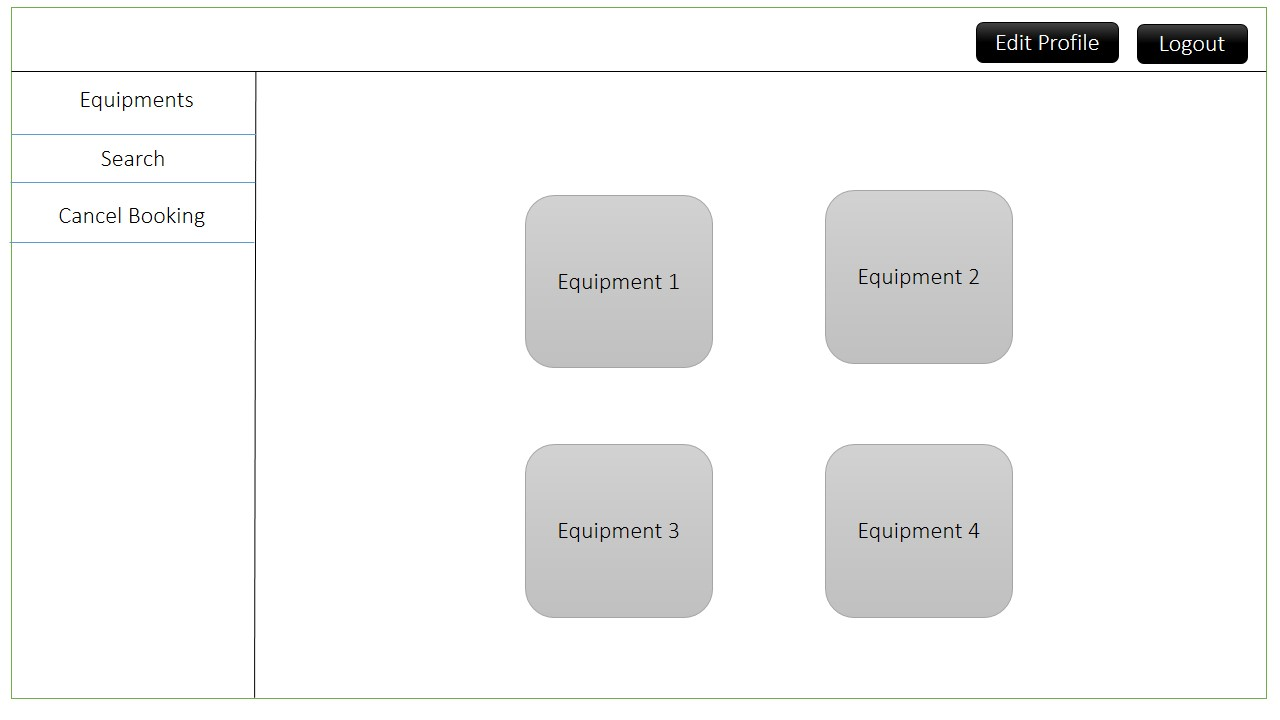 Edit Profile
Logout
Equipments
Search
Cancel Booking
Equipment 1
Equipment 2
Equipment 3
Equipment 4